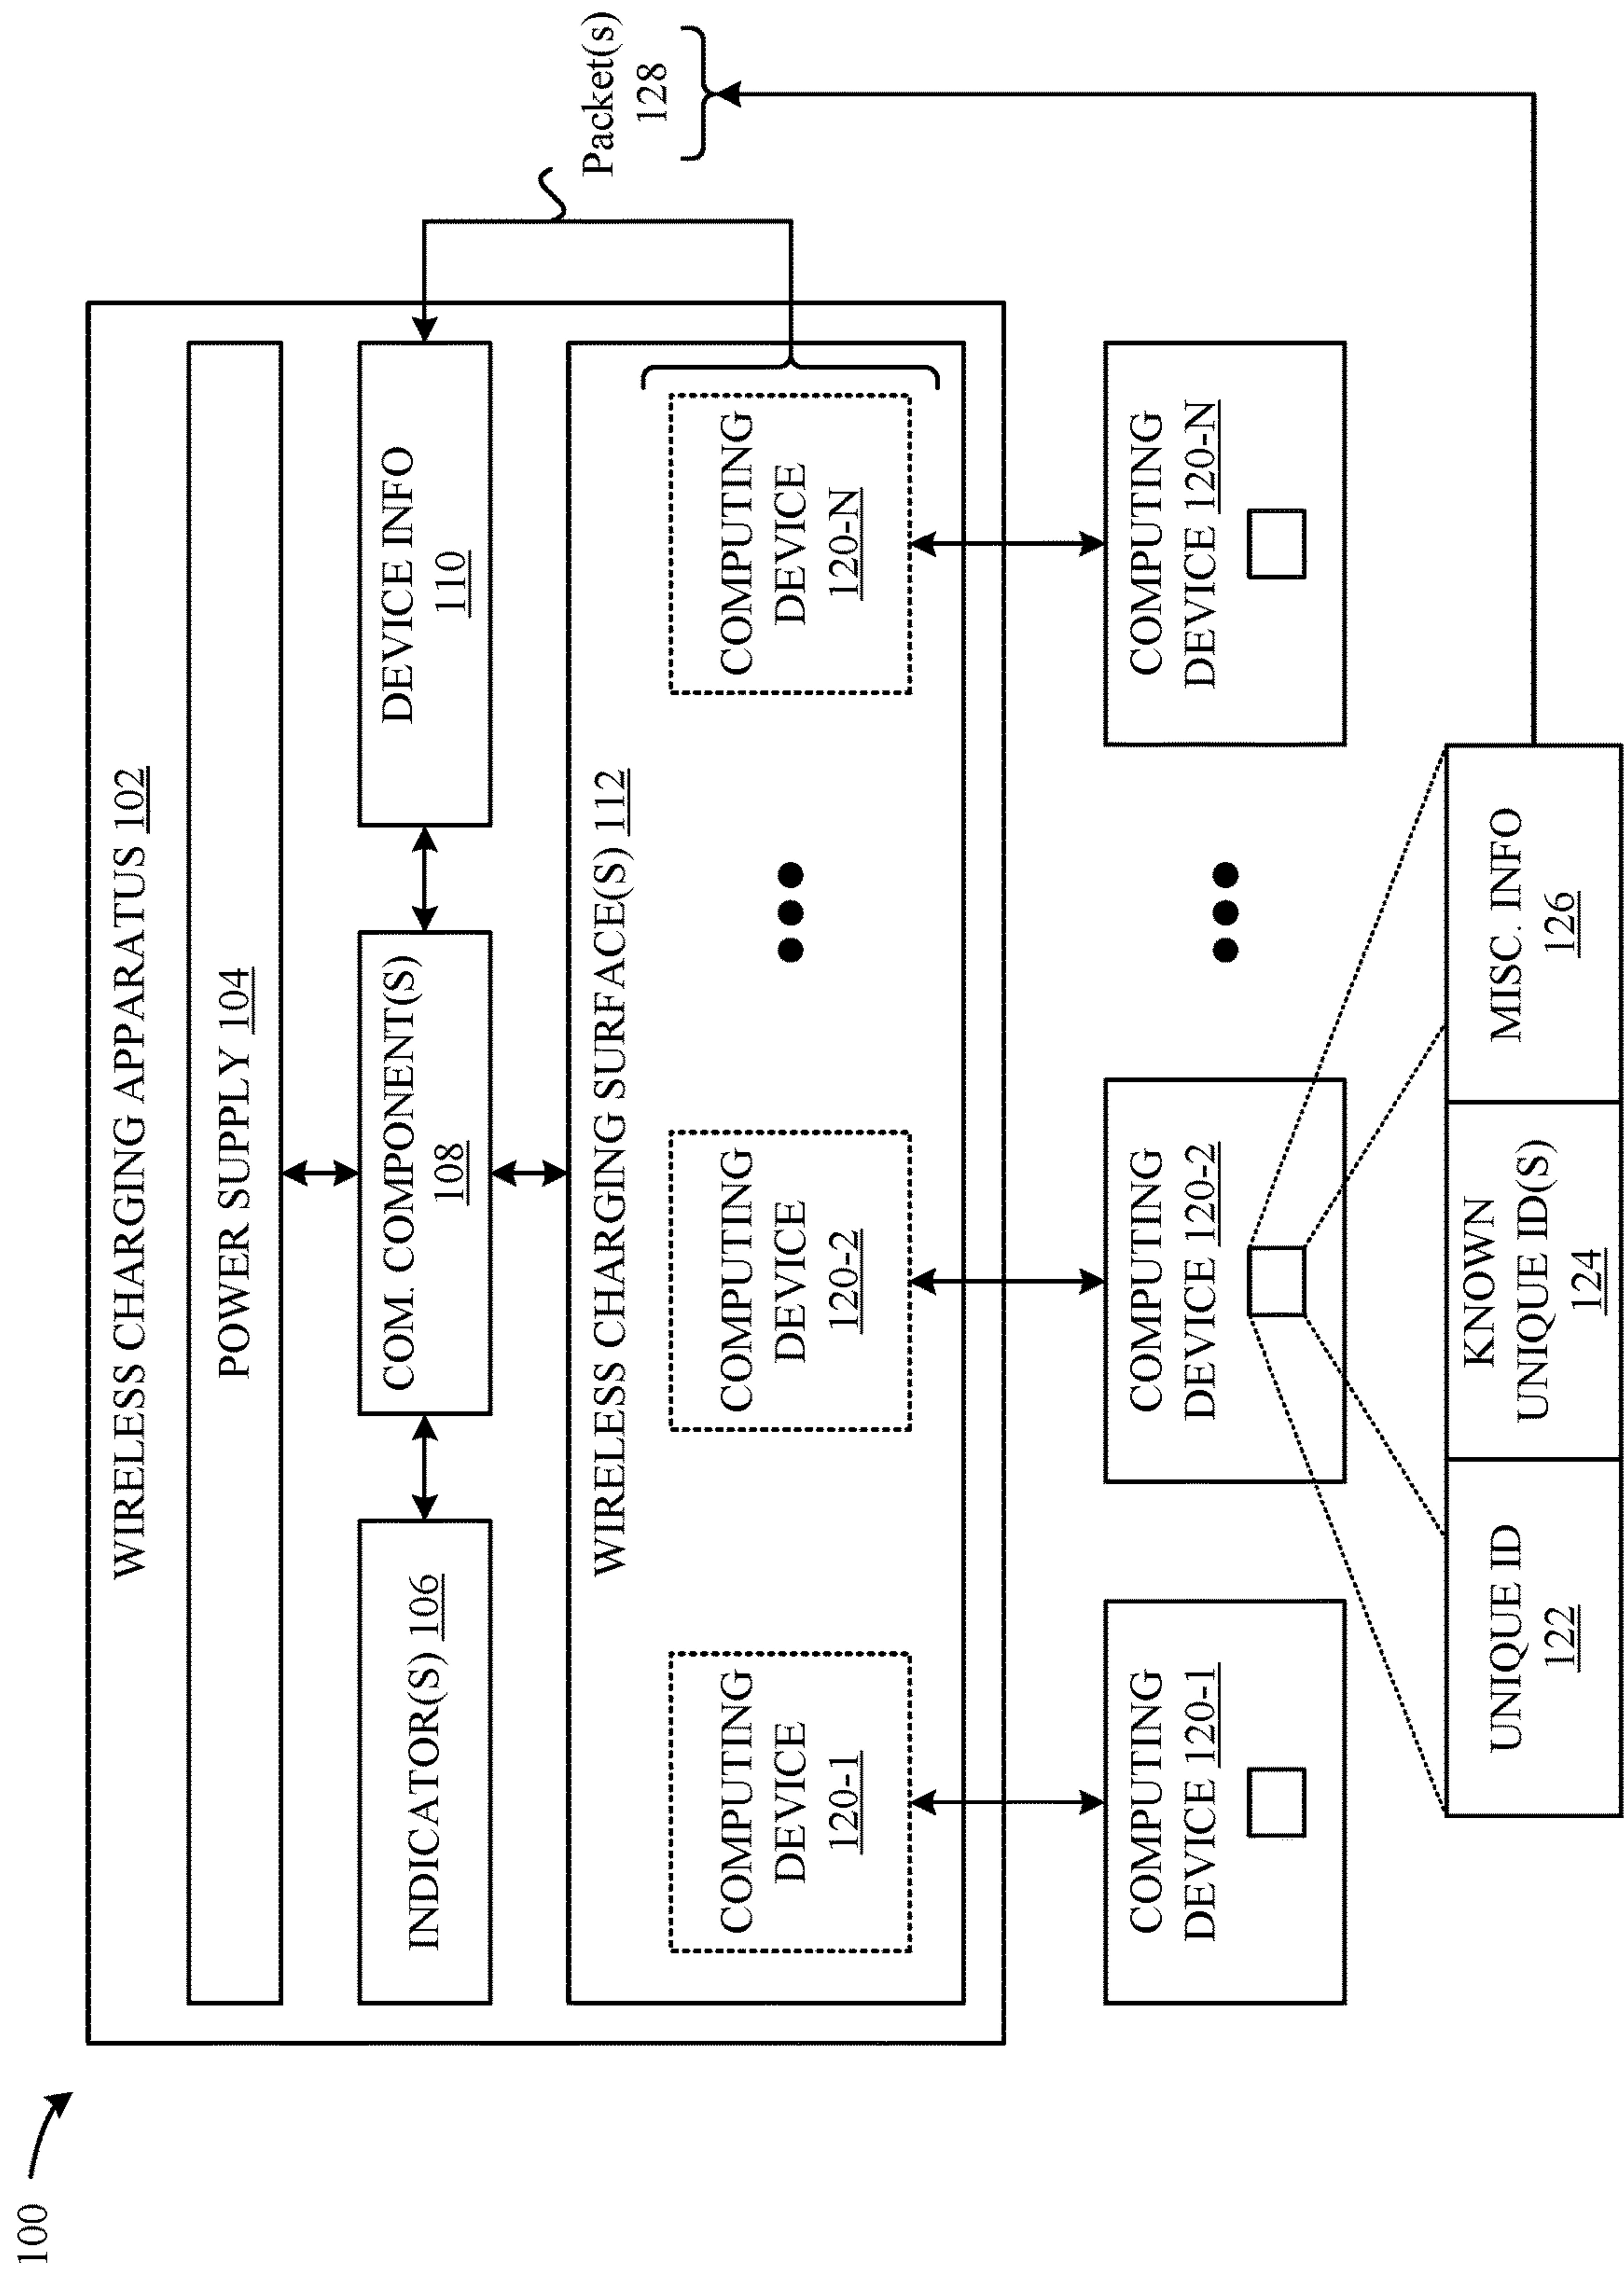 100
WIRELESS CHARGING APPARATUS 102
POWER SUPPLY 104
INDICATOR(S) 106
COM. COMPONENT(S)
108
DEVICE INFO
110
Packet(s)
128
WIRELESS CHARGING SURFACE(S) 112
COMPUTING
DEVICE
120-1
COMPUTING
DEVICE
120-2
COMPUTING
DEVICE
120-N
COMPUTING
DEVICE 120-1
COMPUTING
DEVICE 120-2
COMPUTING
DEVICE 120-N
UNIQUE ID
122
KNOWN
UNIQUE ID(S)
124
MISC. INFO
126